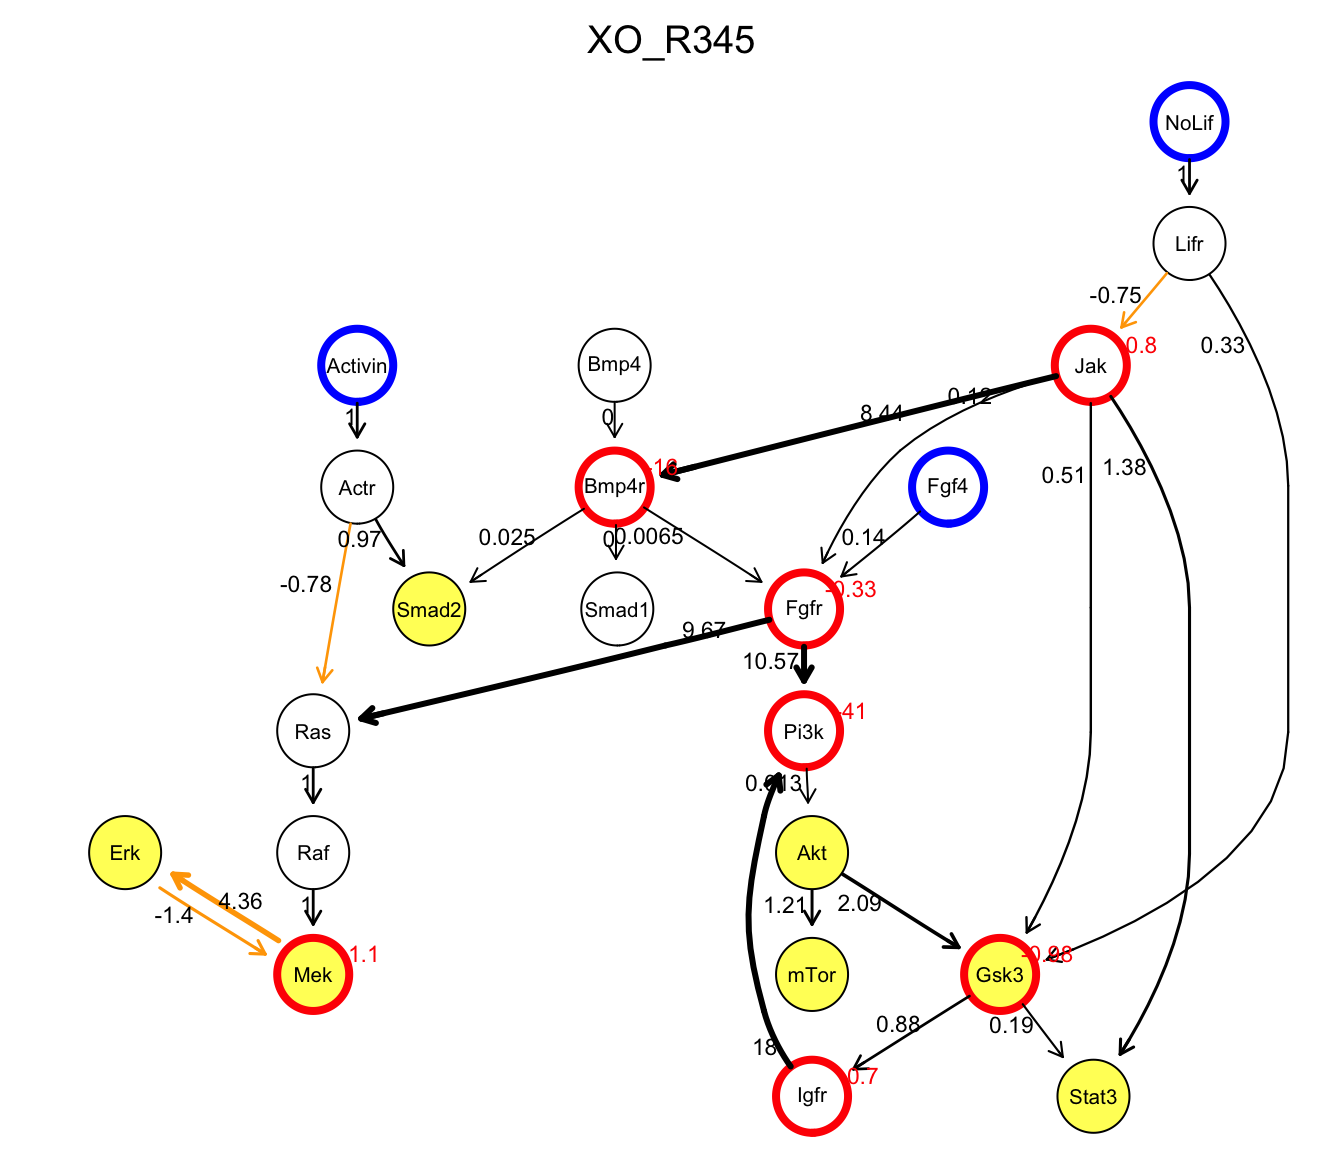 XO_R345
NoLif
1
Lifr
-0.75
0.8
0.33
Activin
Bmp4
Jak
1
0
8.44
0.12
0.51
1.38
Actr
Bmp4r
Fgf4
0.97
0.025
0
0.0065
0.14
-0.78
-0.33
Smad2
Smad1
Fgfr
9.67
10.57
-41
Ras
Pi3k
1
Erk
Raf
Akt
-1.4
4.36
1
1.21
2.09
1.1
-0.98
Mek
mTor
Gsk3
0.88
0.19
18
0.7
Igfr
Stat3